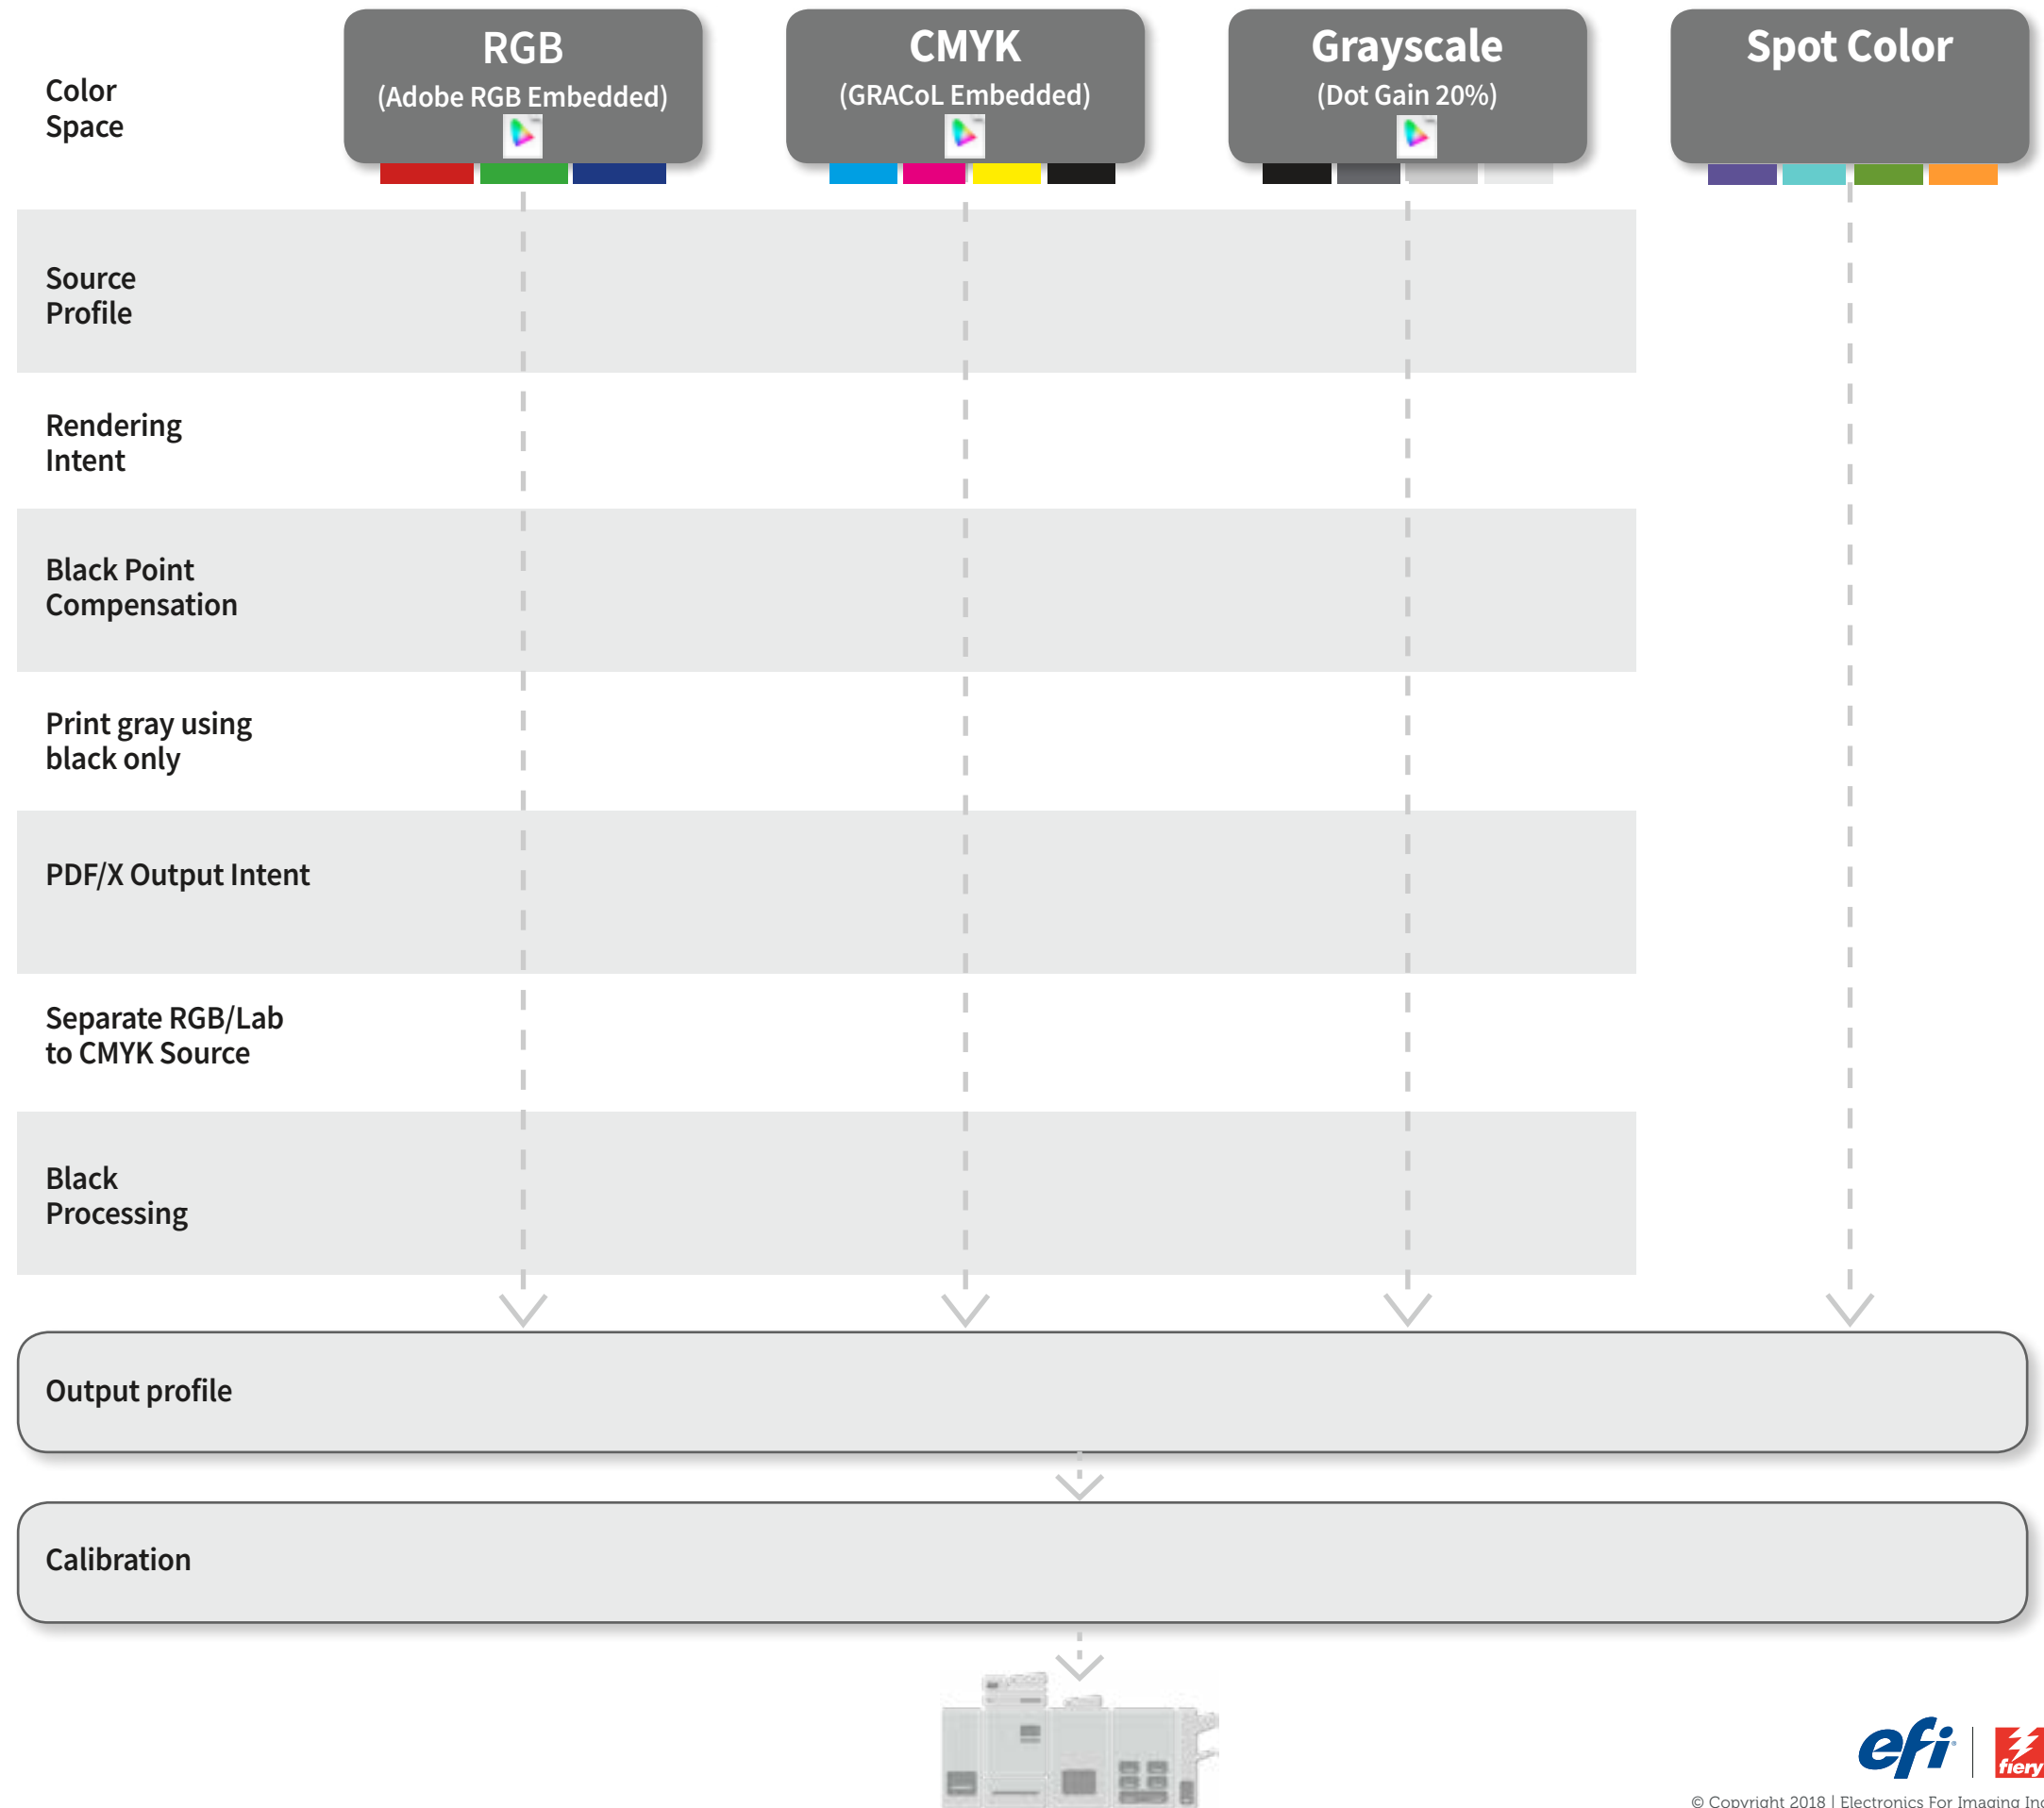 Color
Space
RGB
(Adobe RGB Embedded)
CMYK
(GRACoL Embedded)
Grayscale
(Dot Gain 20%)
Spot Color
Source
Profile
Rendering
Intent
Black Point
Compensation
Print gray using
black only
PDF/X Output Intent
Separate RGB/Lab
to CMYK Source
Black
Processing
Output profile
Calibration
efi
fiery
© Copyright 2018 | Electronics For Imaging Inc